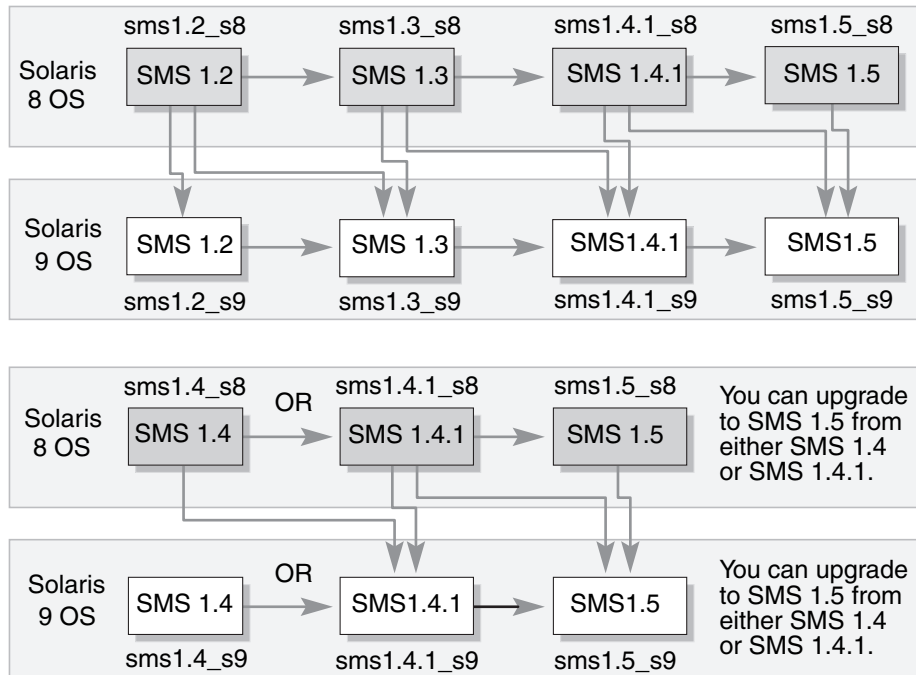 sms1.2_s8 sms1.3_s8 sms1.4.1_s8 sms1.5_s8
Solaris
8 OS
SMS 1.2 SMS 1.3 SMS 1.4.1 SMS 1.5
Solaris
9 OS
SMS 1.2 SMS 1.3 SMS1.4.1 SMS1.5
sms1.2_s9 sms1.3_s9 sms1.4.1_s9 sms1.5_s9
sms1.4_s8 OR sms1.4.1_s8 sms1.5_s8
Solaris
8 OS
SMS 1.4 SMS 1.4.1 SMS 1.5
You can upgrade
to SMS 1.5 from
either SMS 1.4
or SMS 1.4.1.
Solaris
9 OS
OR
SMS 1.4 SMS1.4.1 SMS1.5
You can upgrade
to SMS 1.5 from
either SMS 1.4
or SMS 1.4.1.
sms1.4_s9 sms1.4.1_s9 sms1.5_s9